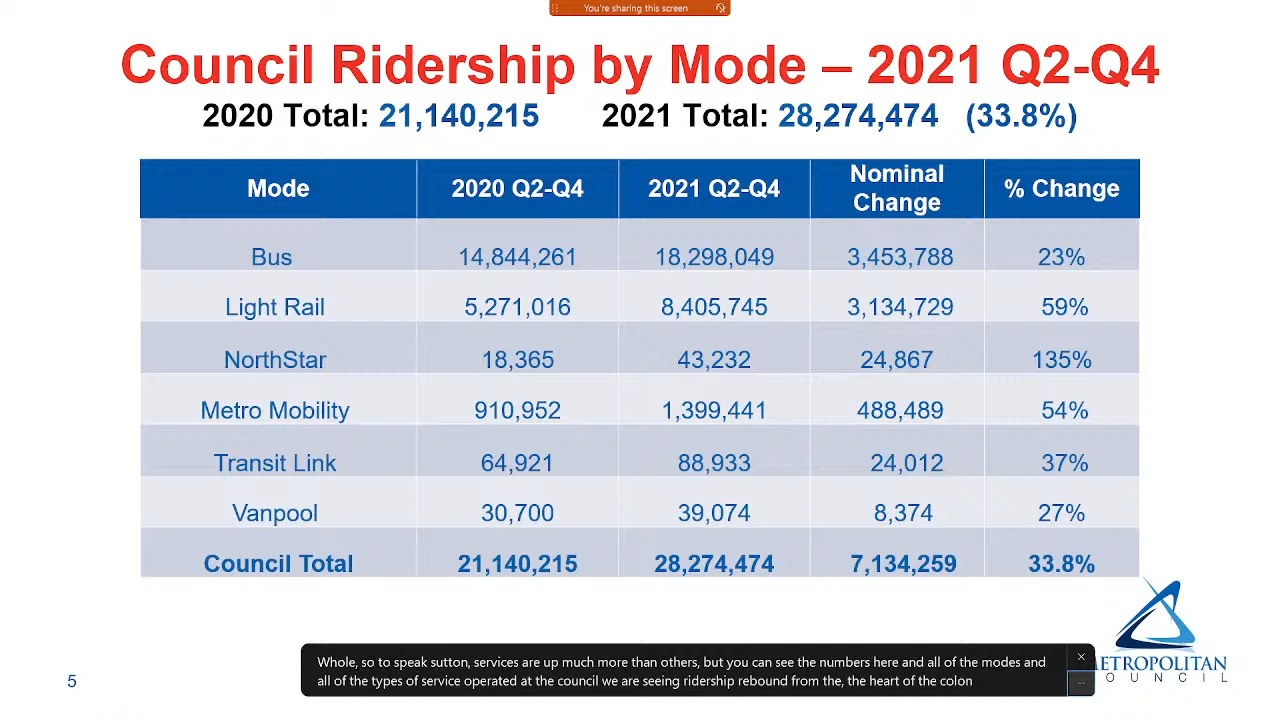 You're sharing this screen
Council Ridership by Mode – 2021 Q2-Q4
2020 Total: 21,140,215 2021 Total: 28,274,474 (33.8%)
Mode 2020 Q2-Q4 2021 Q2-Q4 Nominal Change % Change
Bus 14,844,261 18,298,049 3,453,788 23%
Light Rail 5,271,016 8,405,745 3,134,729 59%
NorthStar 18,365 43,232 24,867 135%
Metro Mobility 910,952 1,399,441 488,489 54%
Transit Link 64,921 88,933 24,012 37%
Vanpool 30,700 39,074 8,374 27%
Council Total 21,140,215 28,274,474 7,134,259 33.8%
Whole, so to speak sutton, services are up much more than others, but you can see the numbers here and all of the modes and
all of the types of service operated at the council we are seeing ridership rebound from the, the heart of the colon
5
ETROPOLITAN
OUNCIL